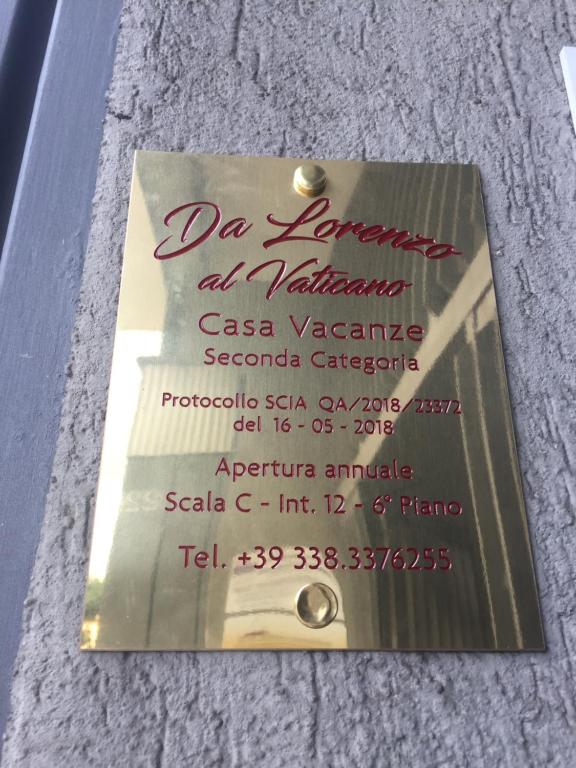 Da Lorenzo
al Vaticano
Casa Vacanze
Seconda Categoria
Protocollo SCIA QA/2018/23372
del 16 - 05 - 2018
Apertura annuale
Scala C - Int. 12 - 6° Piano
Tel. +39 338.3376255